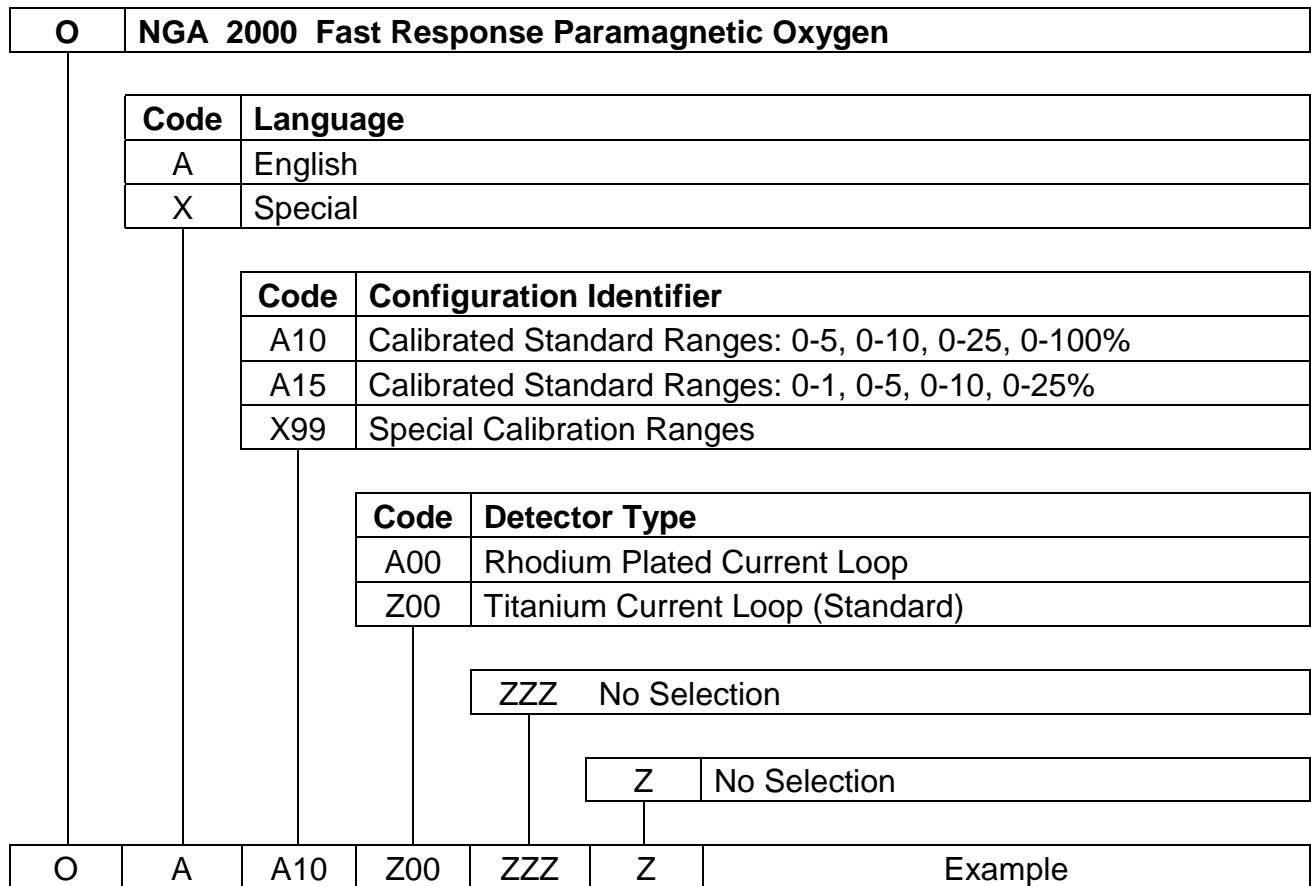 O NGA 2000 Fast Response Paramagnetic Oxygen
Code Language
A English
X Special
Code Configuration Identifier
A10 Calibrated Standard Ranges: 0-5, 0-10, 0-25, 0-100%
A15 Calibrated Standard Ranges: 0-1, 0-5, 0-10, 0-25%
X99 Special Calibration Ranges
Code Detector Type
A00 Rhodium Plated Current Loop
Z00 Titanium Current Loop (Standard)
ZZZ No Selection
Z No Selection
O A A10 Z00 ZZZ Z Example